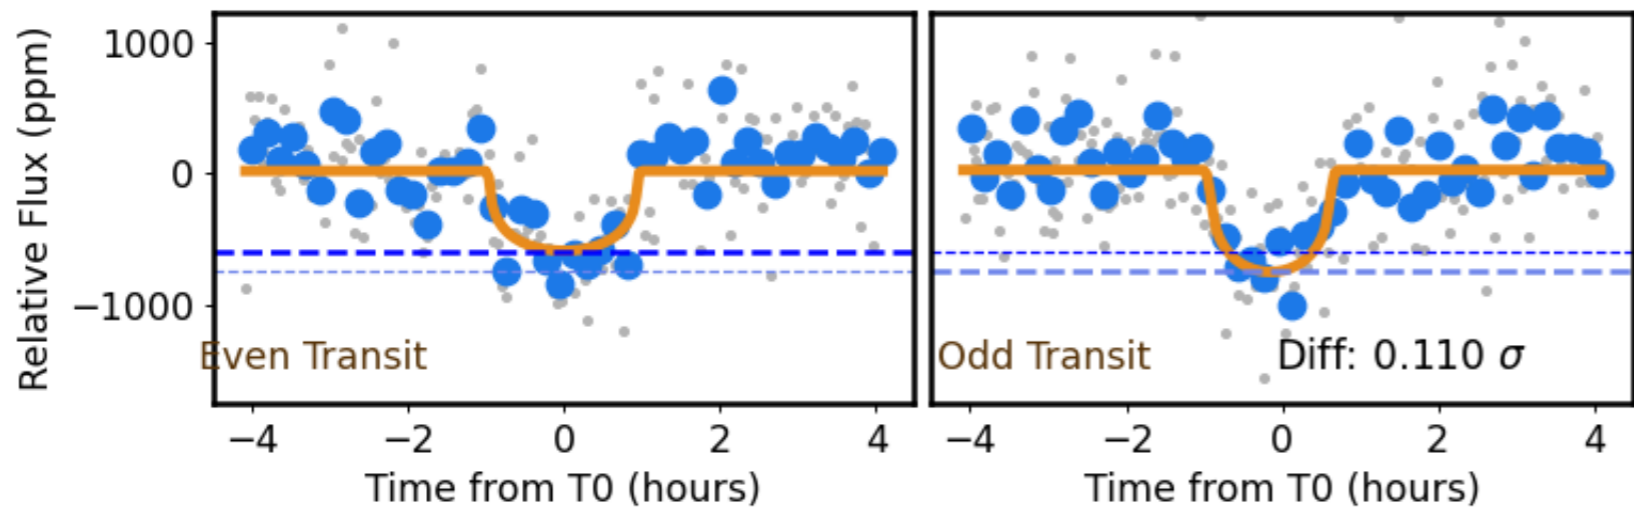 Relative Flux (ppm)
1000
0
−1000
Even Transit
Odd Transit
Diff: 0.110 σ
−4 −2 0 2 4
−4 −2 0 2 4
Time from T0 (hours)
Time from T0 (hours)